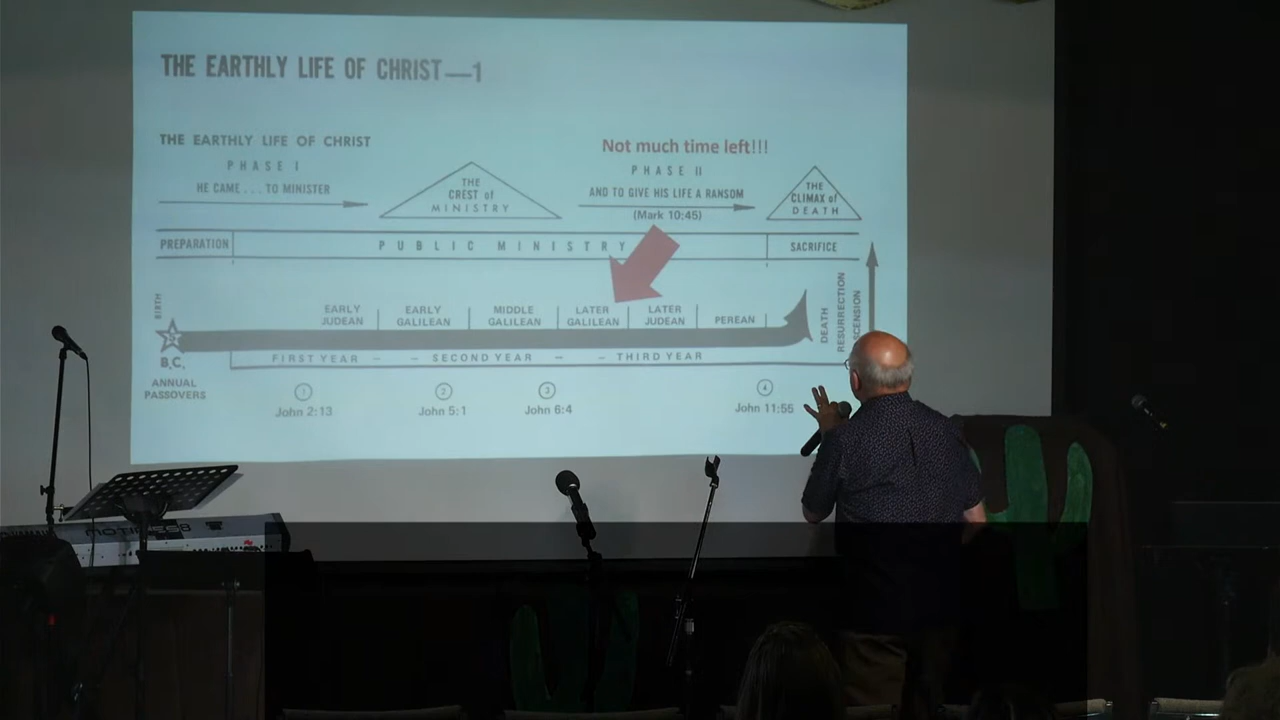 THE EARTHLY LIFE OF CHRIST—1
THE EARTHLY LIFE OF CHRIST
PHASE I
HE CAME . . . TO MINISTER
THE
CREST of
MINISTRY
Not much time left!!!
PHASE II
AND TO GIVE HIS LIFE A RANSOM
(Mark 10:45)
THE
CLIMAX of
DEATH
PREPARATION
PUBLIC MINISTRY
SACRIFICE
BIRTH
5
B.C.
EARLY
JUDEAN
EARLY
GALILEAN
MIDDLE
GALILEAN
LATER
GALILEAN
LATER
JUDEAN
PEREAN
DEATH
RESURRECTION
FIRST YEAR – – SECOND YEAR – – THIRD YEAR
ANNUAL
PASSOVERS
1
John 2:13
2
John 5:1
3
John 6:4
4
John 11:55